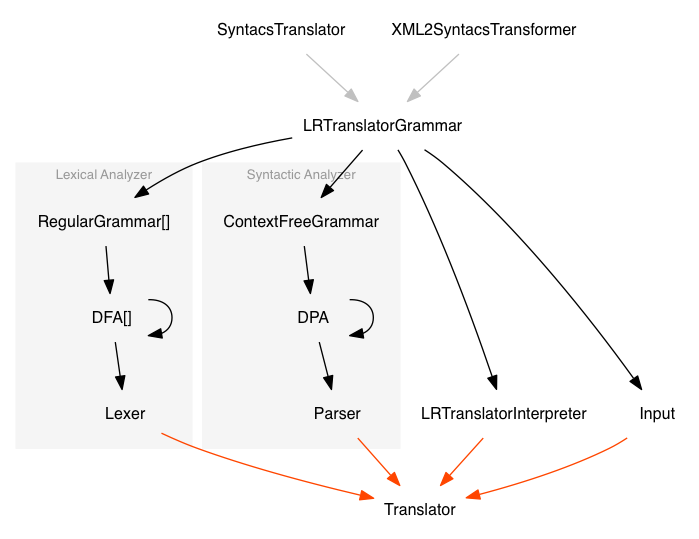 SyntacsTranslator
XML2SyntacsTransformer
LRTranslatorGrammar
Lexical Analyzer
Syntactic Analyzer
RegularGrammar[]
ContextFreeGrammar
DFA[]
DPA
Lexer
Parser
LRTranslatorInterpreter
Input
Translator